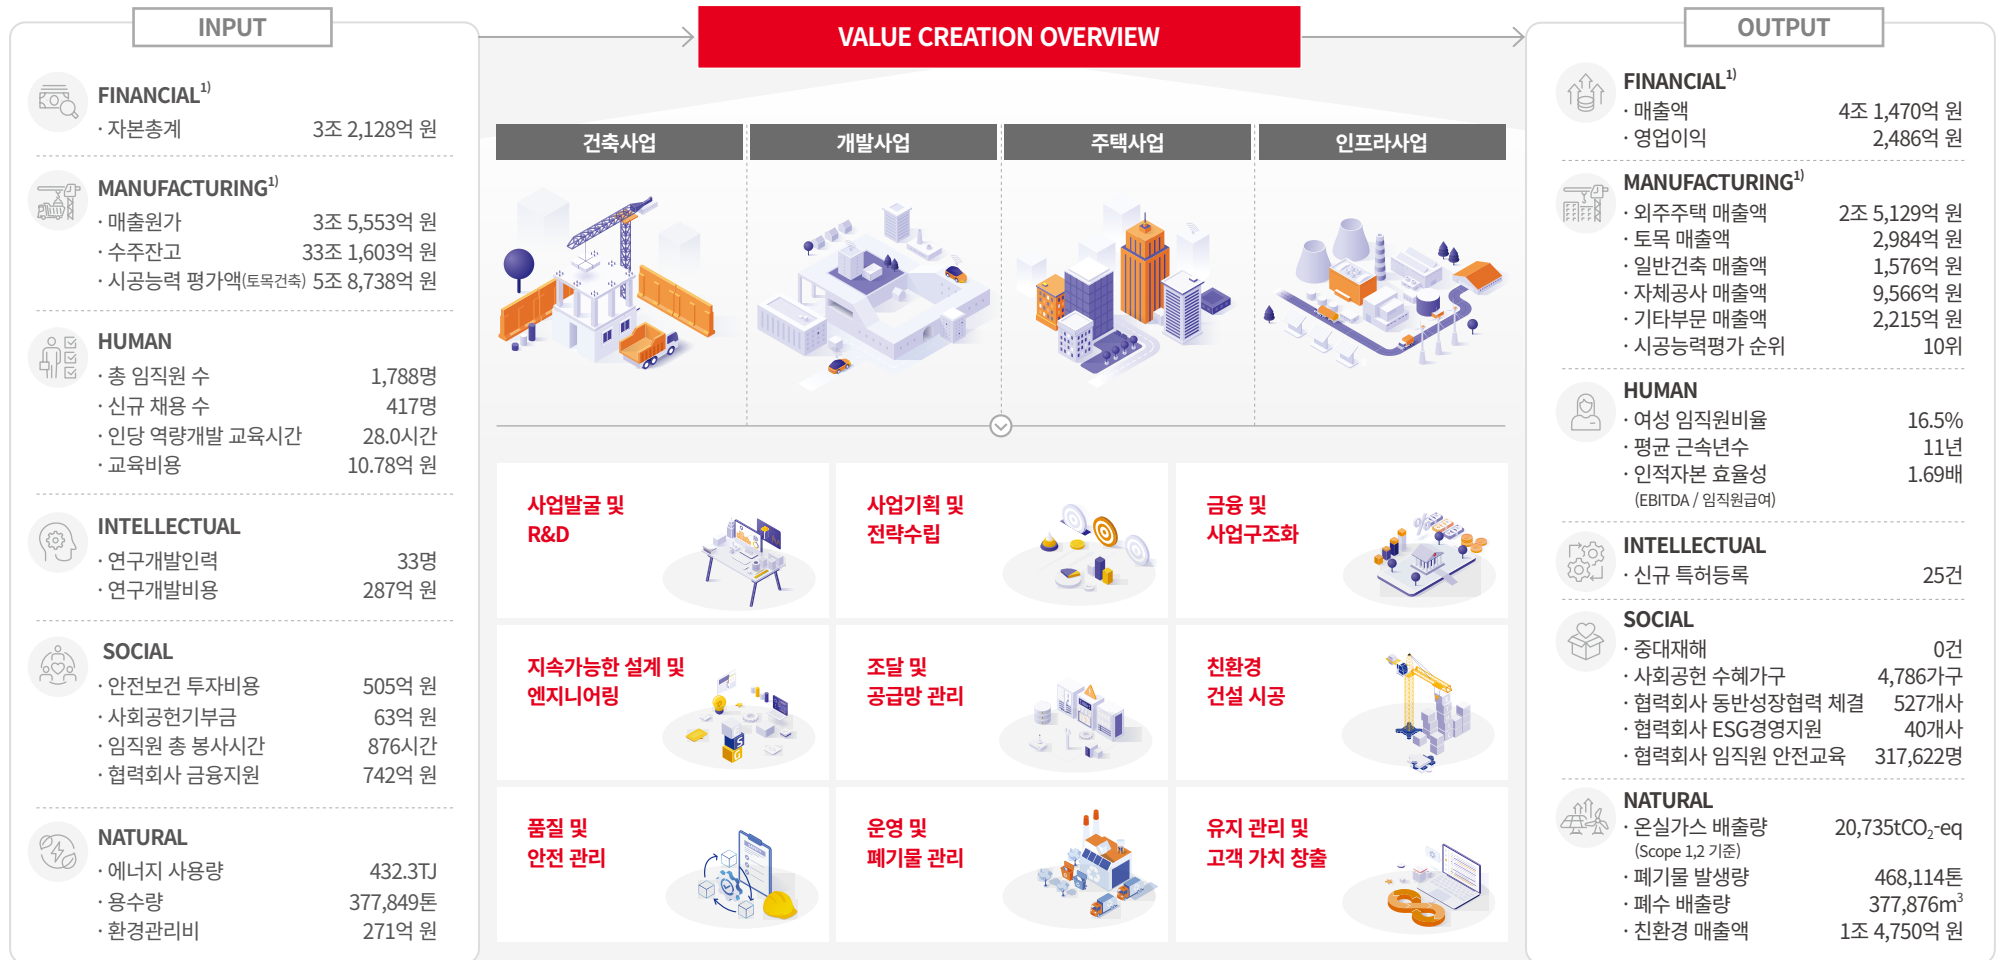 INPUT
FINANCIAL1)
· 자본총계 3조 2,128억 원
MANUFACTURING1)
· 매출원가 3조 5,553억 원
· 수주잔고 33조 1,603억 원
· 시공능력 평가액(토목건축) 5조 8,738억 원
HUMAN
· 총 임직원 수 1,788명
· 신규 채용 수 417명
· 인당 역량개발 교육시간 28.0시간
· 교육비용 10.78억 원
INTELLECTUAL
· 연구개발인력 33명
· 연구개발비용 287억 원
SOCIAL
· 안전보건 투자비용 505억 원
· 사회공헌기부금 63억 원
· 임직원 총 봉사시간 876시간
· 협력회사 금융지원 742억 원
NATURAL
· 에너지 사용량 432.3TJ
· 용수량 377,849톤
· 환경관리비 271억 원
VALUE CREATION OVERVIEW
건축사업
개발사업
주택사업
인프라사업
사업발굴 및
R&D
사업기획 및
전략수립
금융 및
사업구조화
지속가능한 설계 및
엔지니어링
조달 및
공급망 관리
친환경
건설 시공
품질 및
안전 관리
운영 및
폐기물 관리
유지 관리 및
고객 가치 창출
OUTPUT
FINANCIAL1)
· 매출액 4조 1,470억 원
· 영업이익 2,486억 원
MANUFACTURING1)
· 외주주택 매출액 2조 5,129억 원
· 토목 매출액 2,984억 원
· 일반건축 매출액 1,576억 원
· 자체공사 매출액 9,566억 원
· 기타부문 매출액 2,215억 원
· 시공능력평가 순위 10위
HUMAN
· 여성 임직원비율 16.5%
· 평균 근속년수 11년
· 인적자본 효율성 1.69배
(EBITDA / 임직원급여)
INTELLECTUAL
· 신규 특허등록 25건
SOCIAL
· 중대재해 0건
· 사회공헌 수혜가구 4,786가구
· 협력회사 동반성장협력 체결 527개사
· 협력회사 ESG경영지원 40개사
· 협력회사 임직원 안전교육 317,622명
NATURAL
· 온실가스 배출량 20,735tCO2-eq
(Scope 1,2 기준)
· 폐기물 발생량 468,114톤
· 폐수 배출량 377,876m3
· 친환경 매출액 1조 4,750억 원